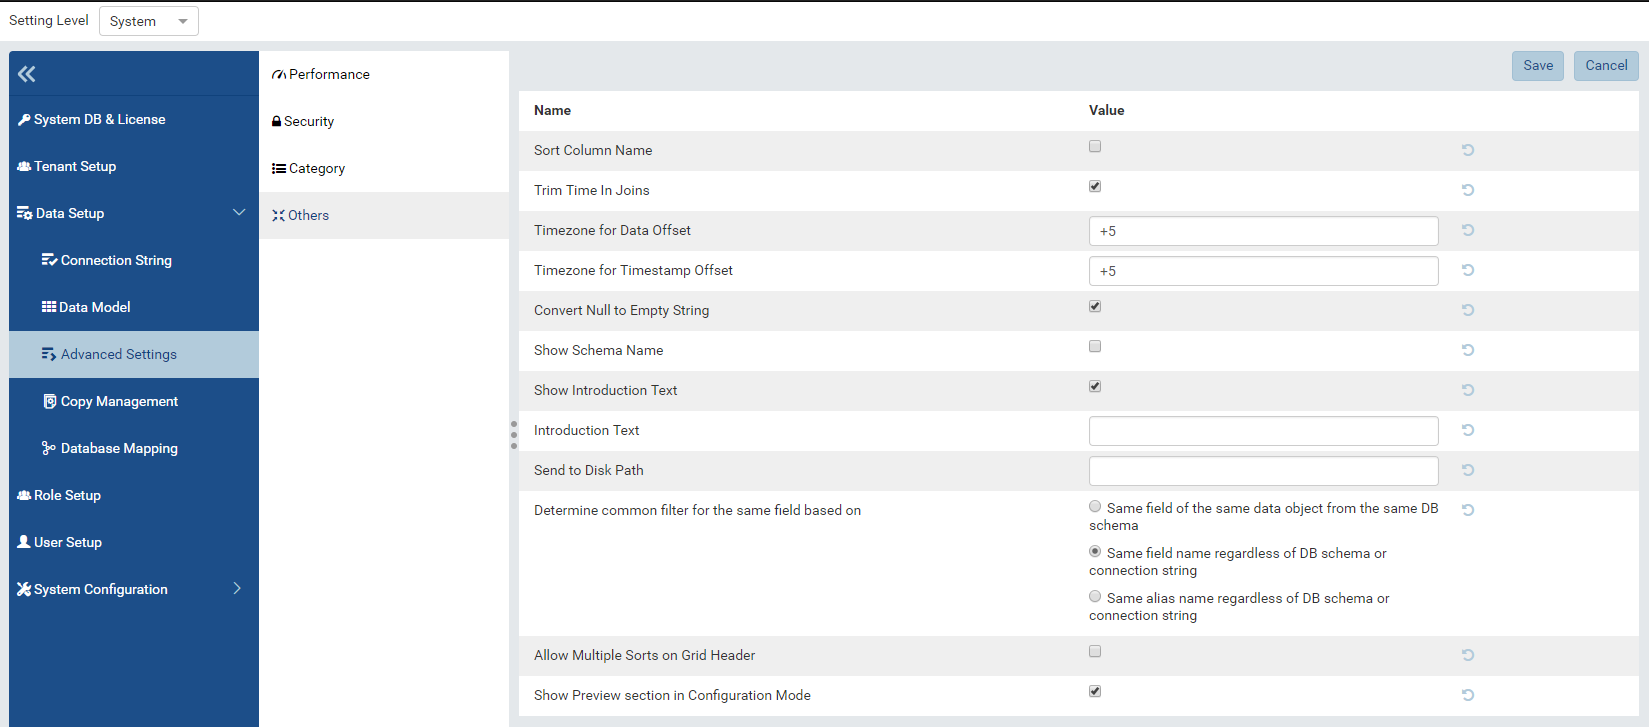 Setting Level System
Save Cancel
System DB & License
Tenant Setup
Data Setup
Connection String
Data Model
Advanced Settings
Copy Management
Database Mapping
Role Setup
User Setup
System Configuration
Performance
Security
Category
Others
Name Value
Sort Column Name
Trim Time In Joins
Timezone for Data Offset +5
Timezone for Timestamp Offset +5
Convert Null to Empty String
Show Schema Name
Show Introduction Text
Introduction Text
Send to Disk Path
Determine common filter for the same field based on
Same field of the same data object from the same DB
schema
Same field name regardless of DB schema or
connection string
Same alias name regardless of DB schema or
connection string
Allow Multiple Sorts on Grid Header
Show Preview section in Configuration Mode